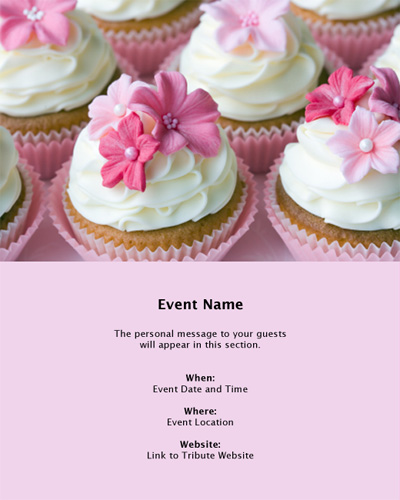 Event Name
The personal message to your guests
will appear in this section.
When:
Event Date and Time
Where:
Event Location
Website:
Link to Tribute Website